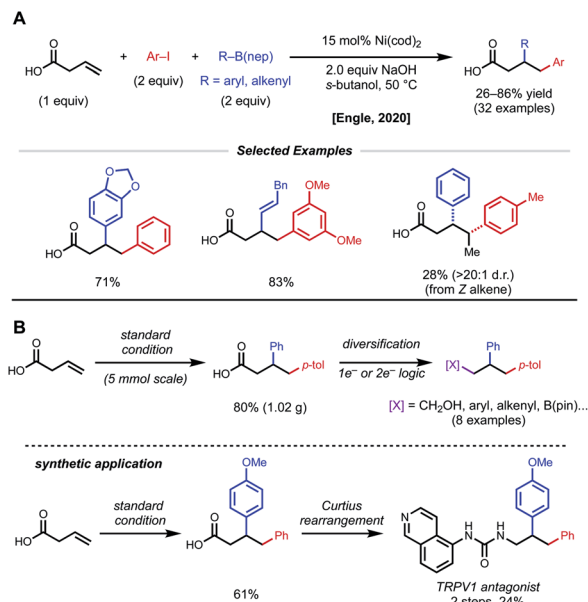 A
O
HO
(1 equiv)
+
Ar–I
(2 equiv)
+
R–B(nep)
R = aryl, alkenyl
(2 equiv)
15 mol% Ni(cod)2
2.0 equiv NaOH
s-butanol, 50 °C
[Engle, 2020]
O
HO
R
Ar
26–86% yield
(32 examples)
Selected Examples
O
O
O
HO
71%
Bn
OMe
O
HO
OMe
83%
Me
O
HO
Me
28% (>20:1 d.r.)
(from Z alkene)
B
O
HO
standard
condition
(5 mmol scale)
O
Ph
HO
p-tol
80% (1.02 g)
diversification
1e– or 2e– logic
Ph
[X]
p-tol
[X] = CH2OH, aryl, alkenyl, B(pin)...
(8 examples)
synthetic application
O
HO
standard
condition
OMe
O
HO
Ph
61%
Curtius
rearrangement
OMe
N
H
N
H
N
O
Ph
TRPV1 antagonist
2 steps, 24%